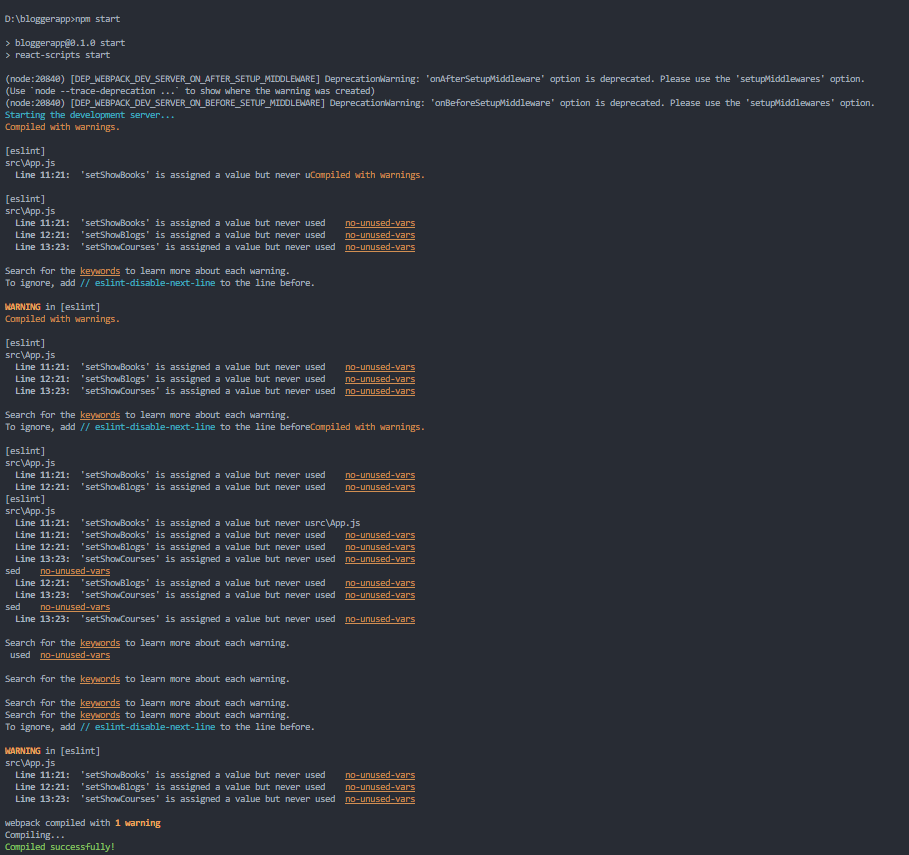 D:\bloggerapp>npm start
> bloggerapp@0.1.0 start
> react-scripts start
(node:20840) [DEP_WEBPACK_DEV_SERVER_ON_AFTER_SETUP_MIDDLEWARE] DeprecationWarning: 'onAfterSetupMiddleware' option is deprecated. Please use the 'setupMiddlewares' option.
(Use `node --trace-deprecation ...` to show where the warning was created)
(node:20840) [DEP_WEBPACK_DEV_SERVER_ON_BEFORE_SETUP_MIDDLEWARE] DeprecationWarning: 'onBeforeSetupMiddleware' option is deprecated. Please use the 'setupMiddlewares' option.
Starting the development server...
Compiled with warnings.
[eslint]
src\App.js
Line 11:21:  'setShowBooks' is assigned a value but never uCompiled with warnings.
[eslint]
src\App.js
Line 11:21:  'setShowBooks' is assigned a value but never used    no-unused-vars
Line 12:21:  'setShowBlogs' is assigned a value but never used    no-unused-vars
Line 13:23:  'setShowCourses' is assigned a value but never used  no-unused-vars
Search for the keywords to learn more about each warning.
To ignore, add // eslint-disable-next-line to the line before.
WARNING in [eslint]
Compiled with warnings.
[eslint]
src\App.js
Line 11:21:  'setShowBooks' is assigned a value but never used    no-unused-vars
Line 12:21:  'setShowBlogs' is assigned a value but never used    no-unused-vars
Line 13:23:  'setShowCourses' is assigned a value but never used  no-unused-vars
Search for the keywords to learn more about each warning.
To ignore, add // eslint-disable-next-line to the line beforeCompiled with warnings.
[eslint]
src\App.js
Line 11:21:  'setShowBooks' is assigned a value but never used    no-unused-vars
Line 12:21:  'setShowBlogs' is assigned a value but never used    no-unused-vars
[eslint]
src\App.js
Line 11:21:  'setShowBooks' is assigned a value but never usrc\App.js
Line 11:21:  'setShowBooks' is assigned a value but never used    no-unused-vars
Line 12:21:  'setShowBlogs' is assigned a value but never used    no-unused-vars
Line 13:23:  'setShowCourses' is assigned a value but never used  no-unused-vars
sed    no-unused-vars
Line 12:21:  'setShowBlogs' is assigned a value but never used    no-unused-vars
Line 13:23:  'setShowCourses' is assigned a value but never used  no-unused-vars
sed    no-unused-vars
Line 13:23:  'setShowCourses' is assigned a value but never used  no-unused-vars
Search for the keywords to learn more about each warning.
used  no-unused-vars
Search for the keywords to learn more about each warning.
Search for the keywords to learn more about each warning.
Search for the keywords to learn more about each warning.
To ignore, add // eslint-disable-next-line to the line before.
WARNING in [eslint]
src\App.js
Line 11:21:  'setShowBooks' is assigned a value but never used    no-unused-vars
Line 12:21:  'setShowBlogs' is assigned a value but never used    no-unused-vars
Line 13:23:  'setShowCourses' is assigned a value but never used  no-unused-vars
webpack compiled with 1 warning
Compiling...
Compiled successfully!